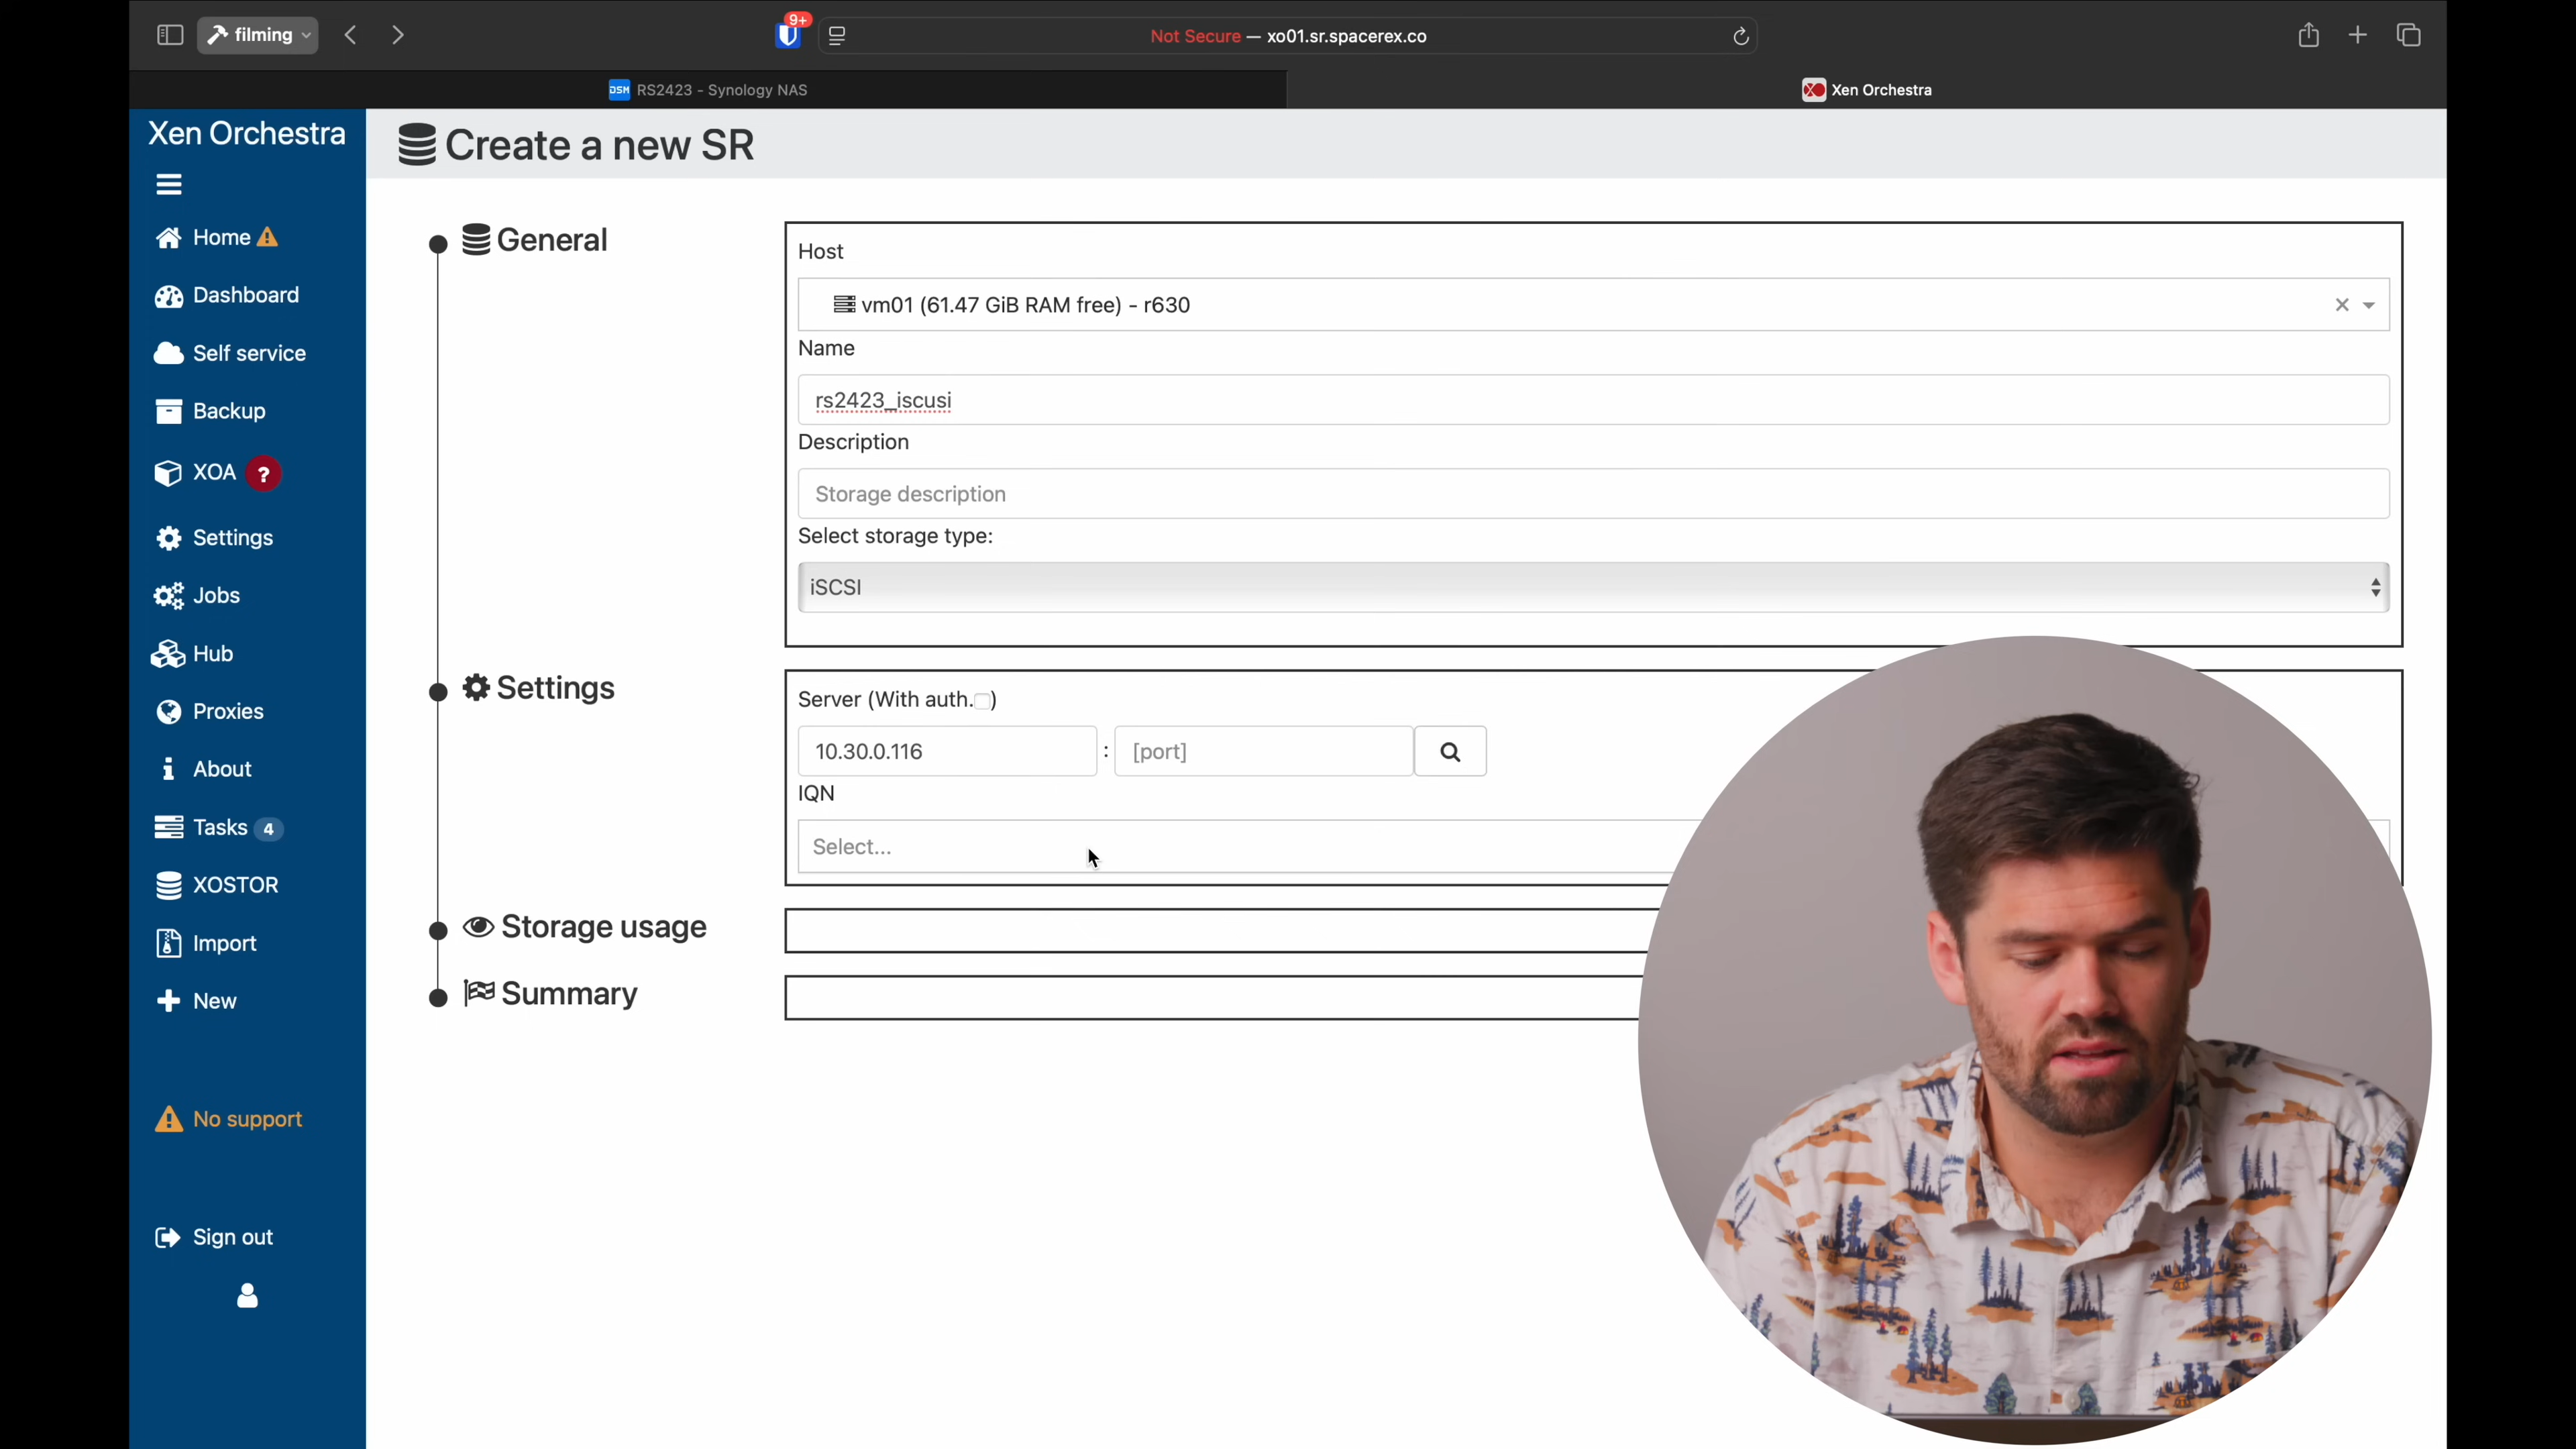 filming
9+
Not Secure — xo01.sr.spacerex.co
DSM RS2423 - Synology NAS
Xen Orchestra
Xen Orchestra
Home
Dashboard
Self service
Backup
XOA ?
Settings
Jobs
Hub
Proxies
About
Tasks 4
XOSTOR
Import
New
No support
Sign out
Create a new SR
General
Host
vm01 (61.47 GiB RAM free) - r630
Name
rs2423_iscusi
Description
Storage description
Select storage type:
iSCSI
Settings
Server (With auth. )
10.30.0.116 : [port]
IQN
Select...
Storage usage
Summary